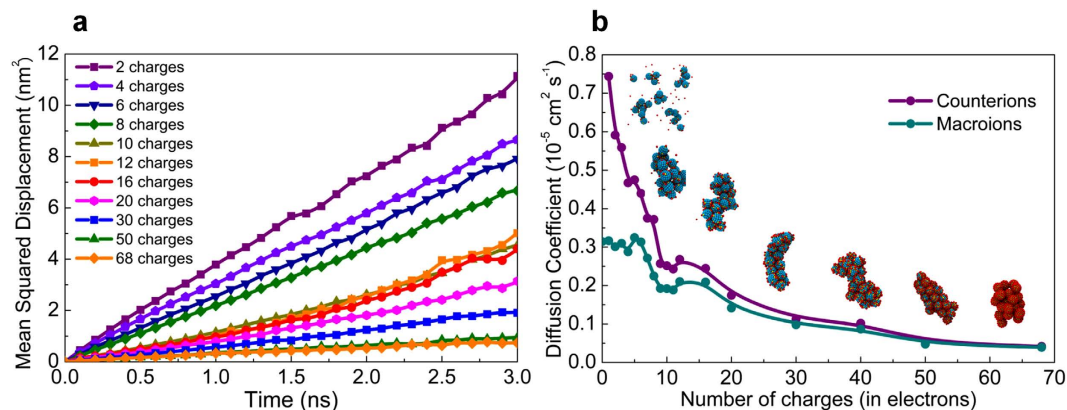 a
Mean Squared Displacement (nm²)
12
10
8
6
4
2
0
2 charges
4 charges
6 charges
8 charges
10 charges
12 charges
16 charges
20 charges
30 charges
50 charges
68 charges
0.0 0.5 1.0 1.5 2.0 2.5 3.0
Time (ns)
b
Diffusion Coefficient (10⁻⁵ cm² s⁻¹)
0.8
0.7
0.6
0.5
0.4
0.3
0.2
0.1
0.0
Counterions
Macroions
0 10 20 30 40 50 60 70
Number of charges (in electrons)